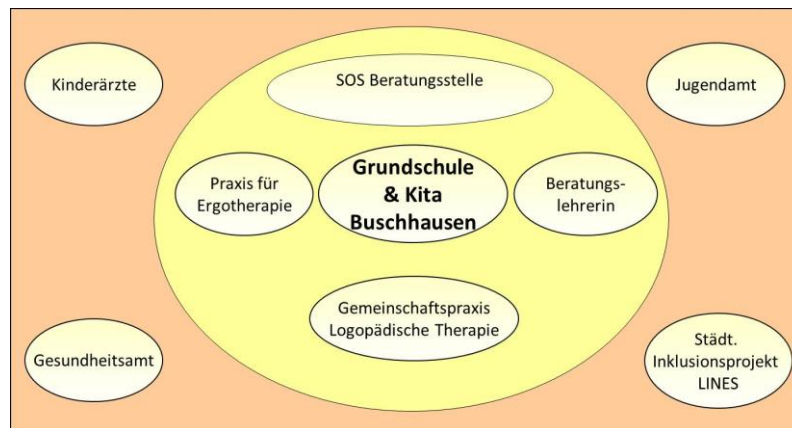 Kinderärzte
SOS Beratungsstelle
Jugendamt
Praxis für
Ergotherapie
Grundschule
& Kita
Buschhausen
Beratungs-
lehrerin
Gemeinschaftspraxis
Logopädische Therapie
Gesundheitsamt
Städt.
Inklusionsprojekt
LINES